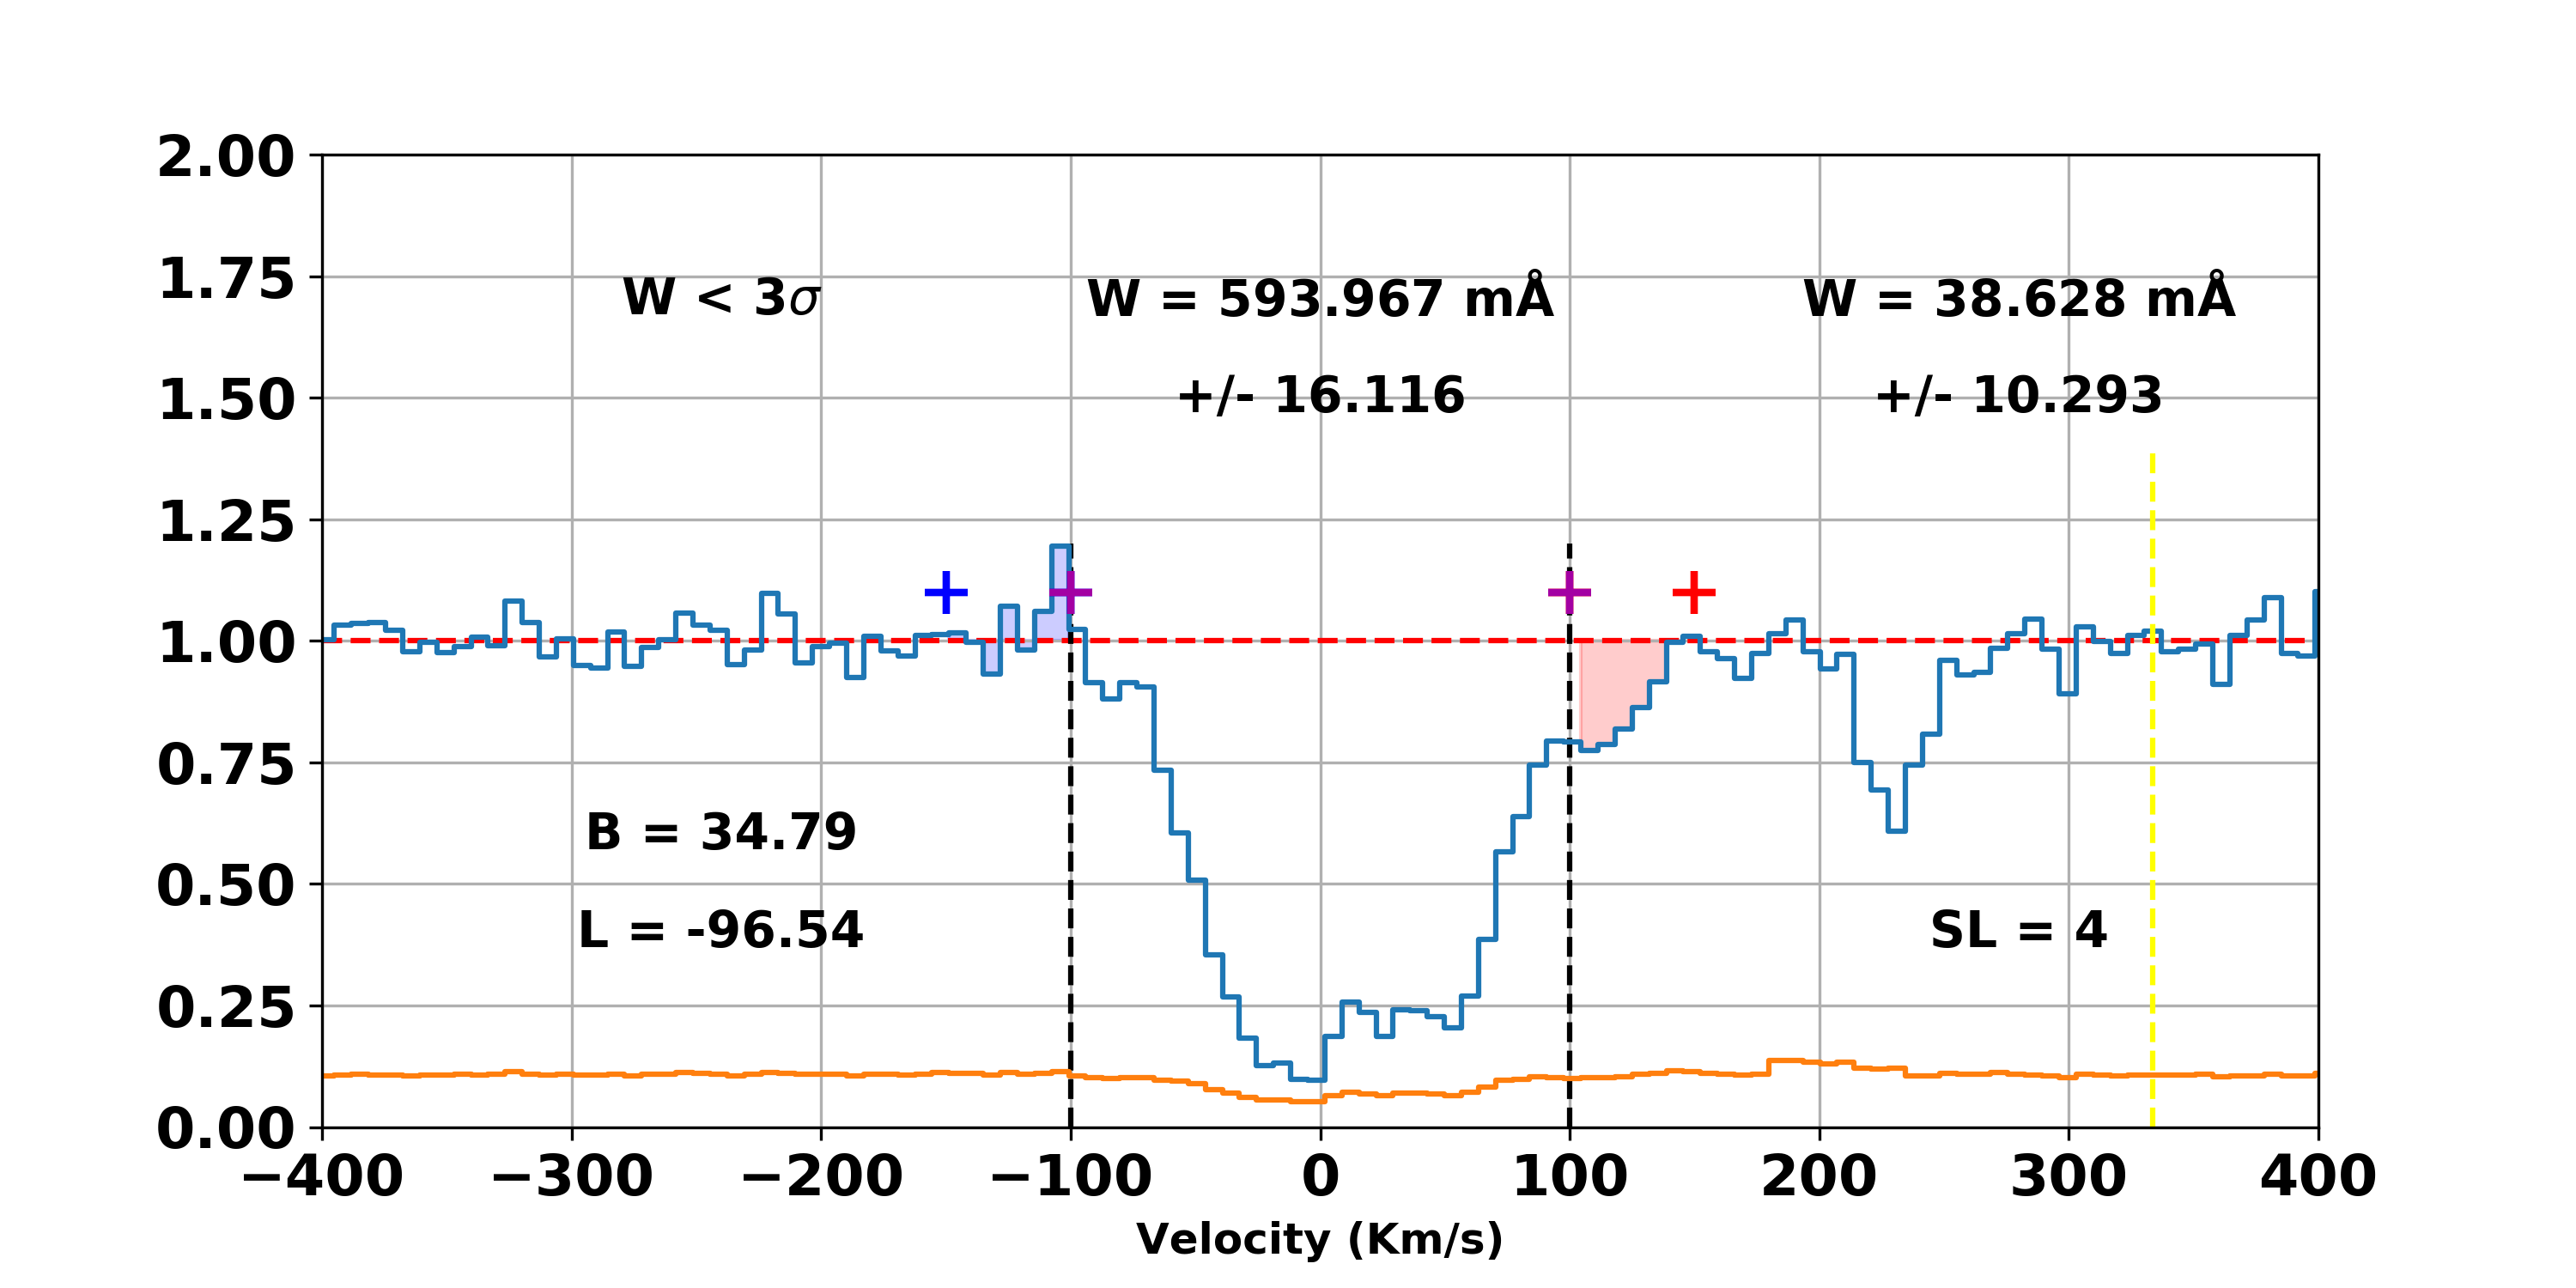 2.00
1.75
W < 3σ
W = 593.967 mÅ
W = 38.628 mÅ
1.50
+/- 16.116
+/- 10.293
1.25
1.00
0.75
B = 34.79
0.50
L = -96.54
SL = 4
0.25
0.00
−400 −300 −200 −100 0 100 200 300 400
Velocity (Km/s)